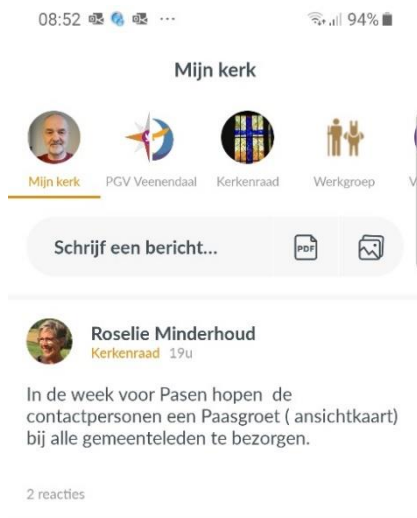 08:52 94%
Mijn kerk
Mijn kerk PGV Veenendaal Kerkenraad Werkgroep V
Schrijf een bericht... PDF
Roselie Minderhoud
Kerkenraad 19u
In de week voor Pasen hopen de
contactpersonen een Paasgroet ( ansichtkaart)
bij alle gemeenteleden te bezorgen.
2 reacties